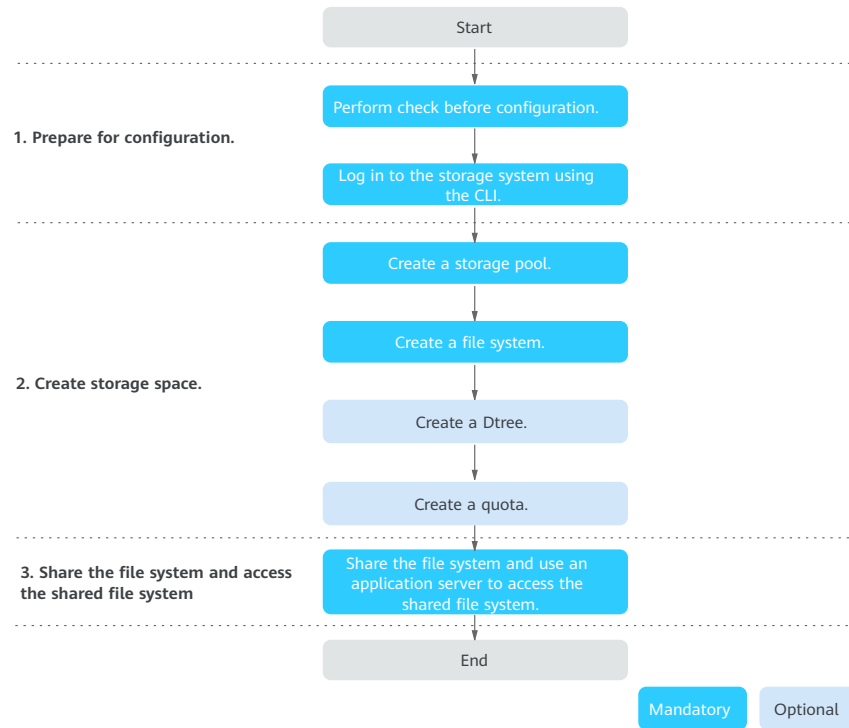 Start
Perform check before configuration.
1. Prepare for configuration.
Log in to the storage system using
the CLI.
Create a storage pool.
Create a file system.
2. Create storage space.
Create a Dtree.
Create a quota.
3. Share the file system and access
the shared file system
Share the file system and use an
application server to access the
shared file system.
End
Mandatory
Optional